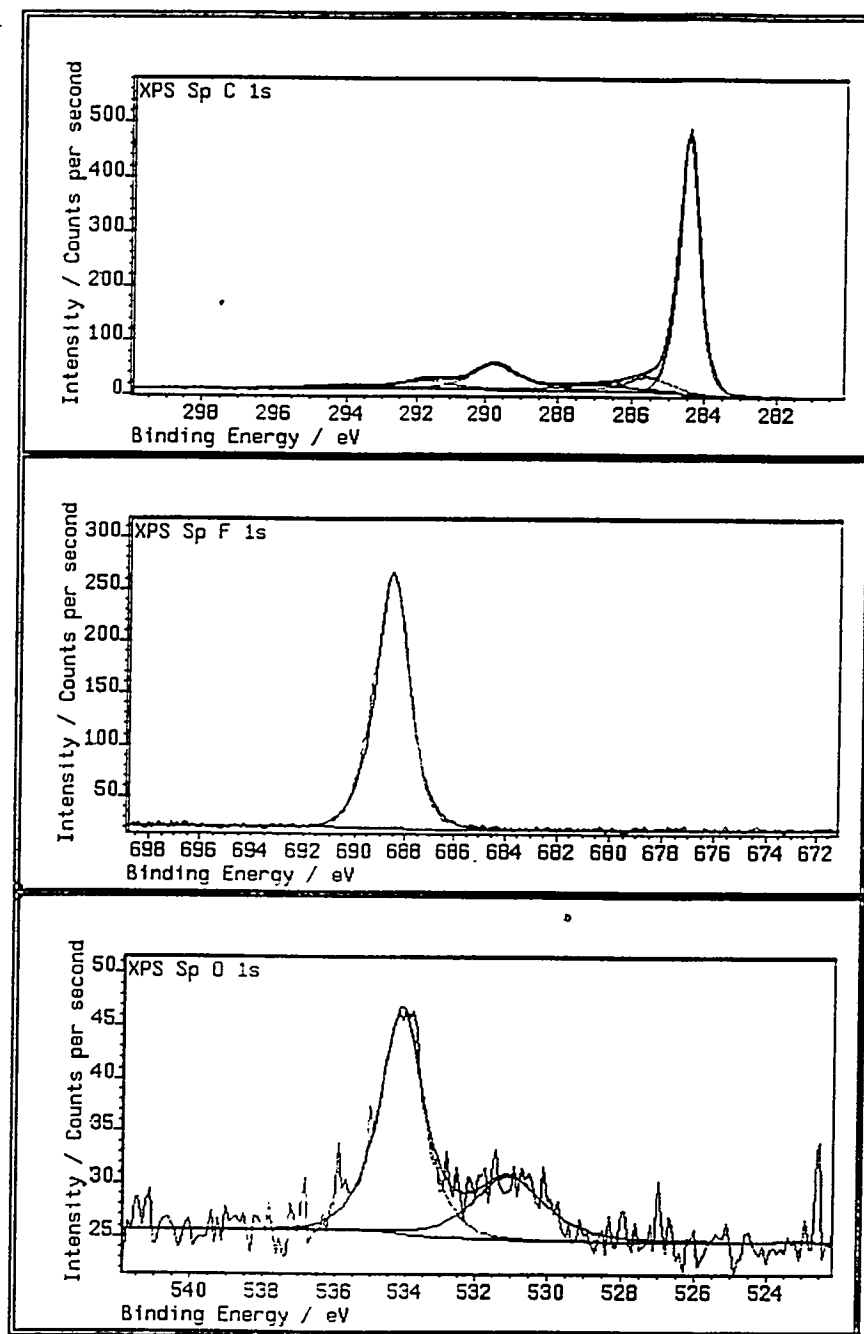 XPS Sp C 1s
Intensity / Counts per second
500
400
300
200
100
0
298 296 294 292 290 288 286 284 282
Binding Energy / eV
XPS Sp F 1s
Intensity / Counts per second
300
250
200
150
100
50
698 696 694 692 690 688 686 684 682 680 678 676 674 672
Binding Energy / eV
XPS Sp O 1s
Intensity / Counts per second
50
45
40
35
30
25
540 538 536 534 532 530 528 526 524
Binding Energy / eV